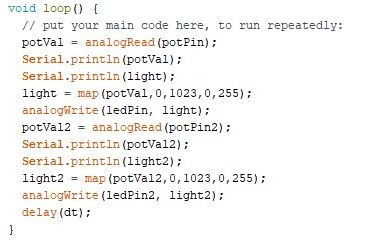 void loop() {
// put your main code here, to run repeatedly:
potVal = analogRead(potPin);
Serial.println(potVal);
Serial.println(light);
light = map(potVal,0,1023,0,255);
analogWrite(ledPin, light);
potVal2 = analogRead(potPin2);
Serial.println(potVal2);
Serial.println(light2);
light2 = map(potVal2,0,1023,0,255);
analogWrite(ledPin2, light2);
delay(dt);
}